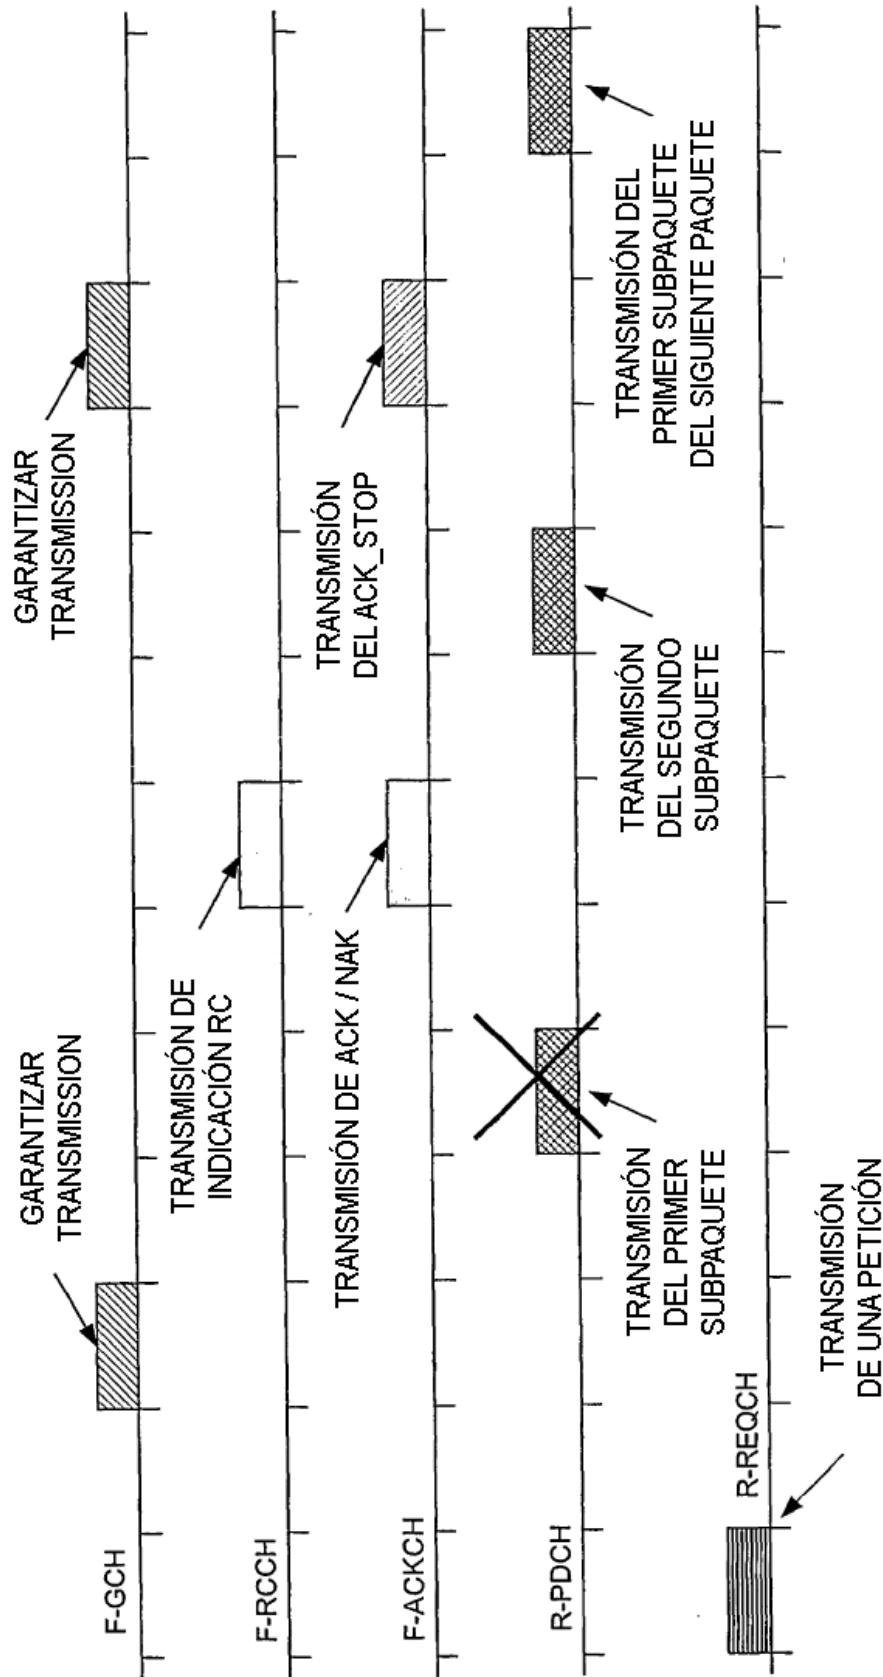 F-GCH
GARANTIZAR
TRANSMISSION
GARANTIZAR
TRANSMISSION
F-RCCH
TRANSMISIÓN DE
INDICACIÓN RC
F-ACKCH
TRANSMISIÓN DE ACK / NAK
TRANSMISIÓN
DEL ACK_STOP
R-PDCH
TRANSMISIÓN
DEL PRIMER
SUBPAQUETE
TRANSMISIÓN
DEL SEGUNDO
SUBPAQUETE
TRANSMISIÓN DEL
PRIMER SUBPAQUETE
DEL SIGUIENTE PAQUETE
R-REQCH
TRANSMISIÓN
DE UNA PETICIÓN